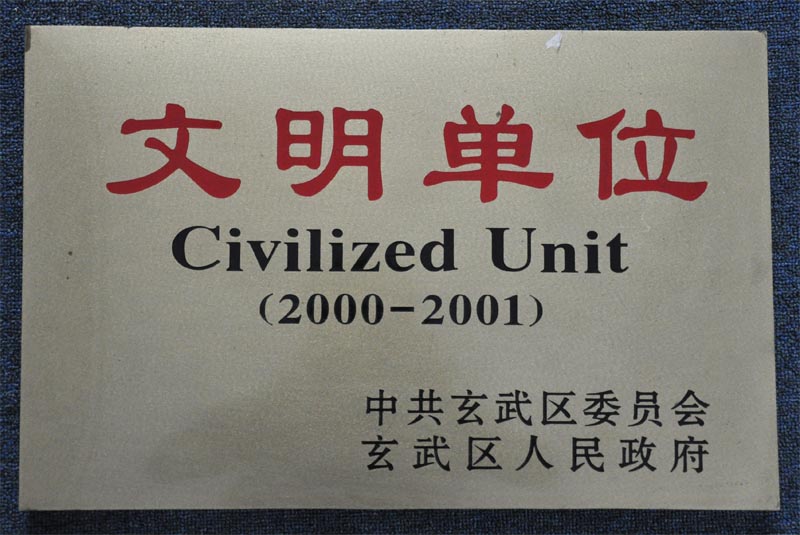 文明单位
Civilized Unit
(2000-2001)
中共玄武区委员会
玄武区人民政府